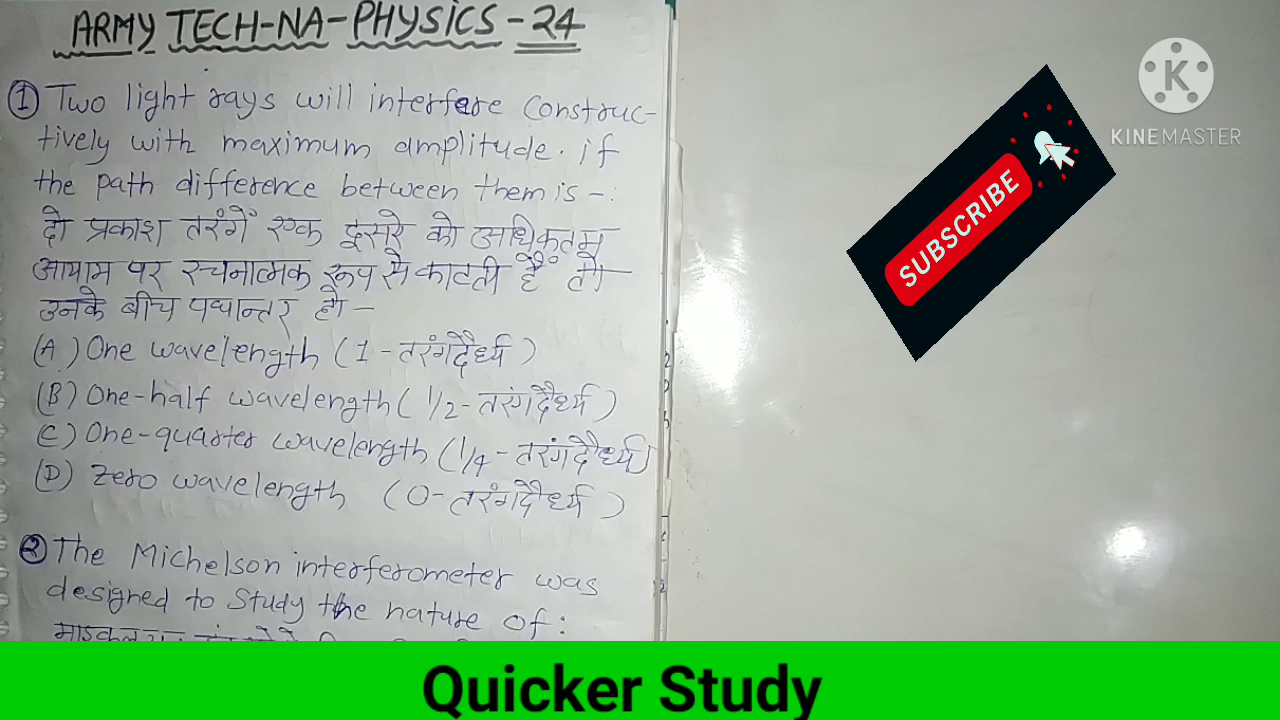 ARMY TECH-NA-PHYSICS-24
① Two light rays will interfere construc-
tively with maximum amplitude. if
the path difference between them is -:
दो प्रकाश तरंगें एक दूसरे को अधिकतम
आयाम पर रचनात्मक रूप से काटती हैं तो
उनके बीच पथान्तर हो -
(A) One wavelength (1-तरंगदैर्ध्य)
(B) One-half wavelength (1/2-तरंगदैर्ध्य)
(C) One-quarter wavelength (1/4-तरंगदैर्ध्य)
(D) Zero wavelength (0-तरंगदैर्ध्य)
② The Michelson interferometer was
designed to study the nature of:
K
KINEMASTER
SUBSCRIBE
Quicker Study